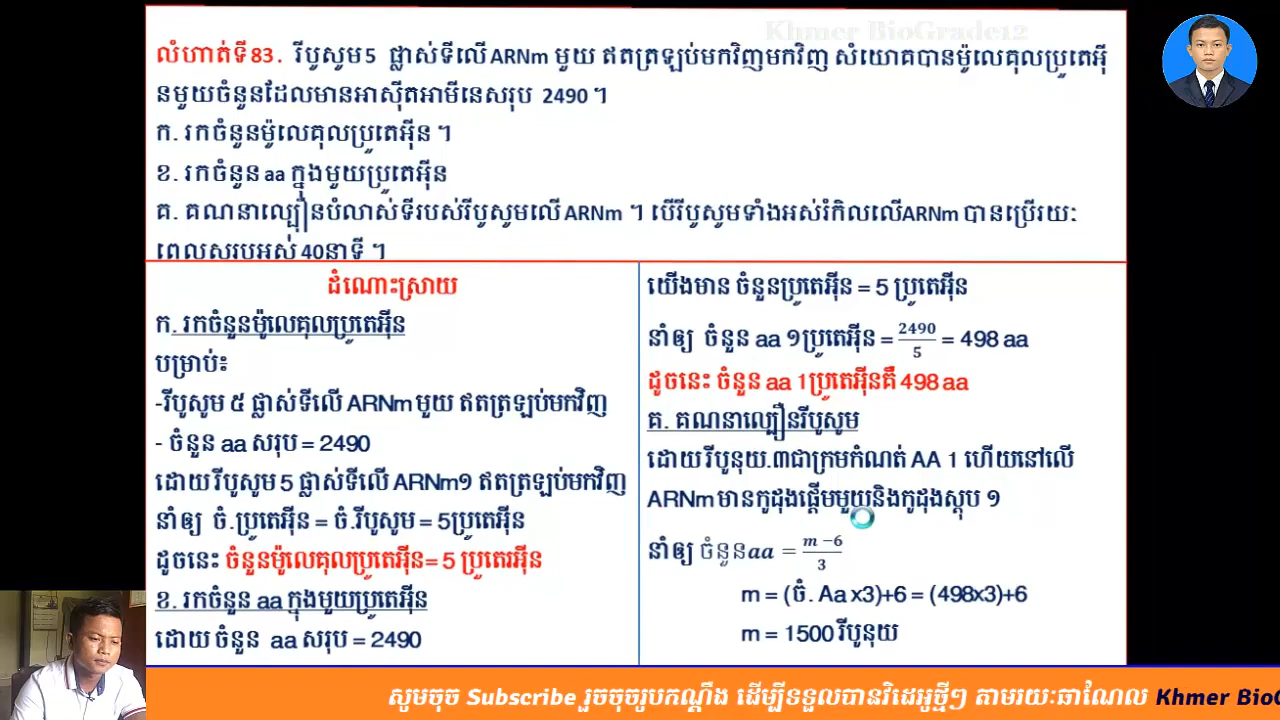 Khmer BioGrade12
លំហាត់ទី83. រីបូសូម5 ផ្លាស់ទីលើARNm មួយ ឥតត្រឡប់មកវិញមកវិញ សំយោគបានម៉ូលេគុលប្រូតេអ៊ី
នមួយចំនួនដែលមានអាស៊ីតអាមីនេសរុប 2490 ។
ក. រកចំនួនម៉ូលេគុលប្រូតេអ៊ីន ។
ខ. រកចំនួន aa ក្នុងមួយប្រូតេអ៊ីន
គ. គណនាល្បឿនបំលាស់ទីរបស់រីបូសូមលើ ARNm ។ បើរីបូសូមទាំងអស់រំកិលលើARNm បានប្រើរយៈ
ពេលសរុបអស់ 40នាទី ។
ដំណោះស្រាយ
ក. រកចំនួនម៉ូលេគុលប្រូតេអ៊ីន
បម្រាប់៖
-រីបូសូម ៥ ផ្លាស់ទីលើ ARNm មួយ ឥតត្រឡប់មកវិញ
- ចំនួន aa សរុប = 2490
ដោយ រីបូសូម 5 ផ្លាស់ទីលើ ARNm១ ឥតត្រឡប់មកវិញ
នាំឲ្យ ចំ.ប្រូតេអ៊ីន = ចំ.រីបូសូម = 5ប្រូតេអ៊ីន
ដូចនេះ ចំនួនម៉ូលេគុលប្រូតេអ៊ីន= 5 ប្រូតេរអ៊ីន
ខ. រកចំនួន aa ក្នុងមួយប្រូតេអ៊ីន
ដោយ ចំនួន aa សរុប = 2490
យើងមាន ចំនួនប្រូតេអ៊ីន = 5 ប្រូតេអ៊ីន
នាំឲ្យ ចំនួន aa ១ប្រូតេអ៊ីន = 2490/5 = 498 aa
ដូចនេះ ចំនួន aa 1ប្រូតេអ៊ីនគឺ 498 aa
គ. គណនាល្បឿនរីបូសូម
ដោយ រីបូនុយ.៣ជាក្រមកំណត់ AA 1 ហើយនៅលើ
ARNm មានកូដុងផ្តើមមួយនិងកូដុងស្តុប ១
នាំឲ្យ ចំនួនaa = m −6/3
m = (ចំ. Aa x3)+6 = (498x3)+6
m = 1500 រីបូនុយ
សូមចុច Subscribe រួចចុចរូបកណ្ដឹង ដើម្បីទទួលបានវិដេអូថ្មីៗ តាមរយៈឆាណែល Khmer BioG